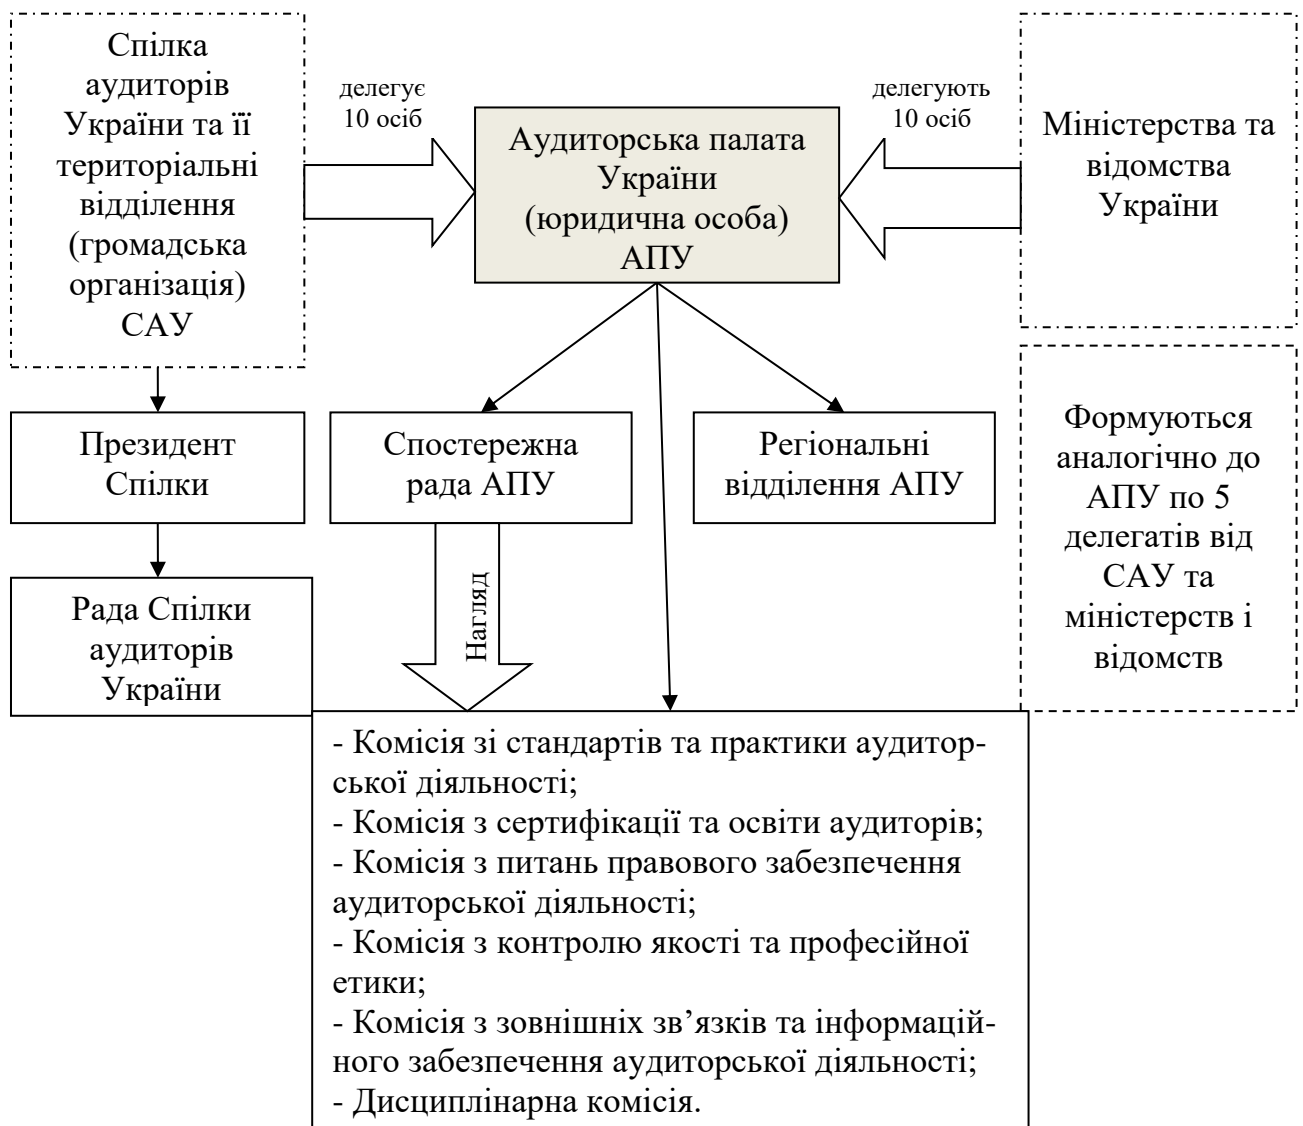 Спілка
аудиторів
України та її
територіальні
відділення
(громадська
організація)
САУ
делегує
10 осіб
Аудиторська палата
України
(юридична особа)
АПУ
делегують
10 осіб
Міністерства та
відомства
України
Президент
Спілки
Спостережна
рада АПУ
Регіональні
відділення АПУ
Формуються
аналогічно до
АПУ по 5
делегатів від
САУ та
міністерств і
відомств
Рада Спілки
аудиторів
України
Нагляд
- Комісія зі стандартів та практики аудитор-
ської діяльності;
- Комісія з сертифікації та освіти аудиторів;
- Комісія з питань правового забезпечення
аудиторської діяльності;
- Комісія з контролю якості та професійної
етики;
- Комісія з зовнішніх зв’язків та інформацій-
ного забезпечення аудиторської діяльності;
- Дисциплінарна комісія.